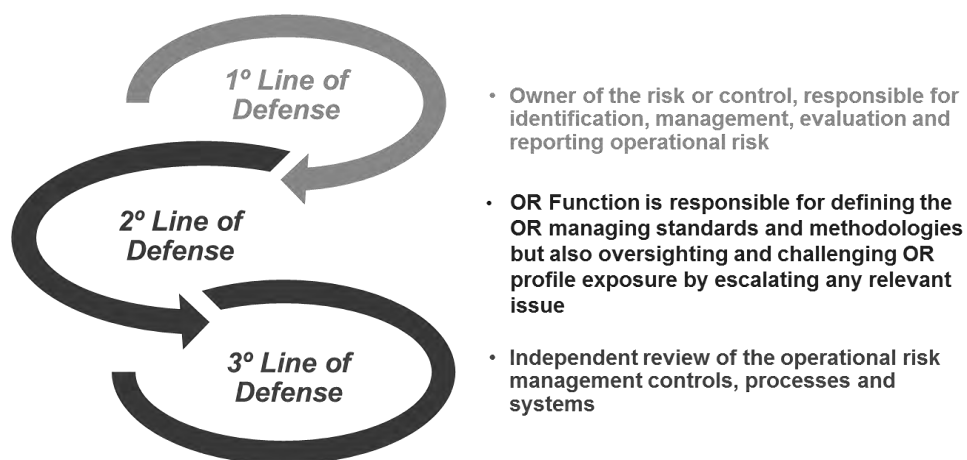 1º Line of
Defense
• Owner of the risk or control, responsible for
identification, management, evaluation and
reporting operational risk
2º Line of
Defense
• OR Function is responsible for defining the
OR managing standards and methodologies
but also oversighting and challenging OR
profile exposure by escalating any relevant
issue
3º Line of
Defense
• Independent review of the operational risk
management controls, processes and
systems